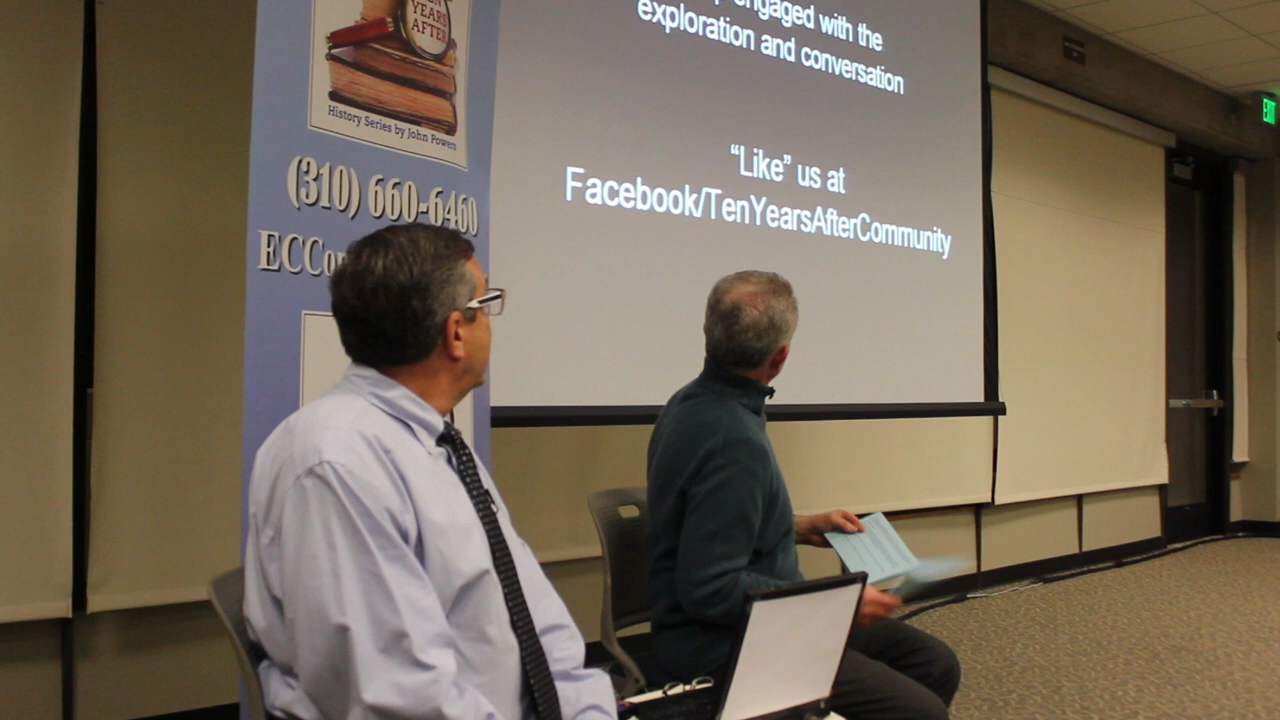 YEARS
AFTER
History Series by John Powers
(310) 660-6460
engaged with the
exploration and conversation
“Like” us at
Facebook/TenYearsAfterCommunity
EXIT